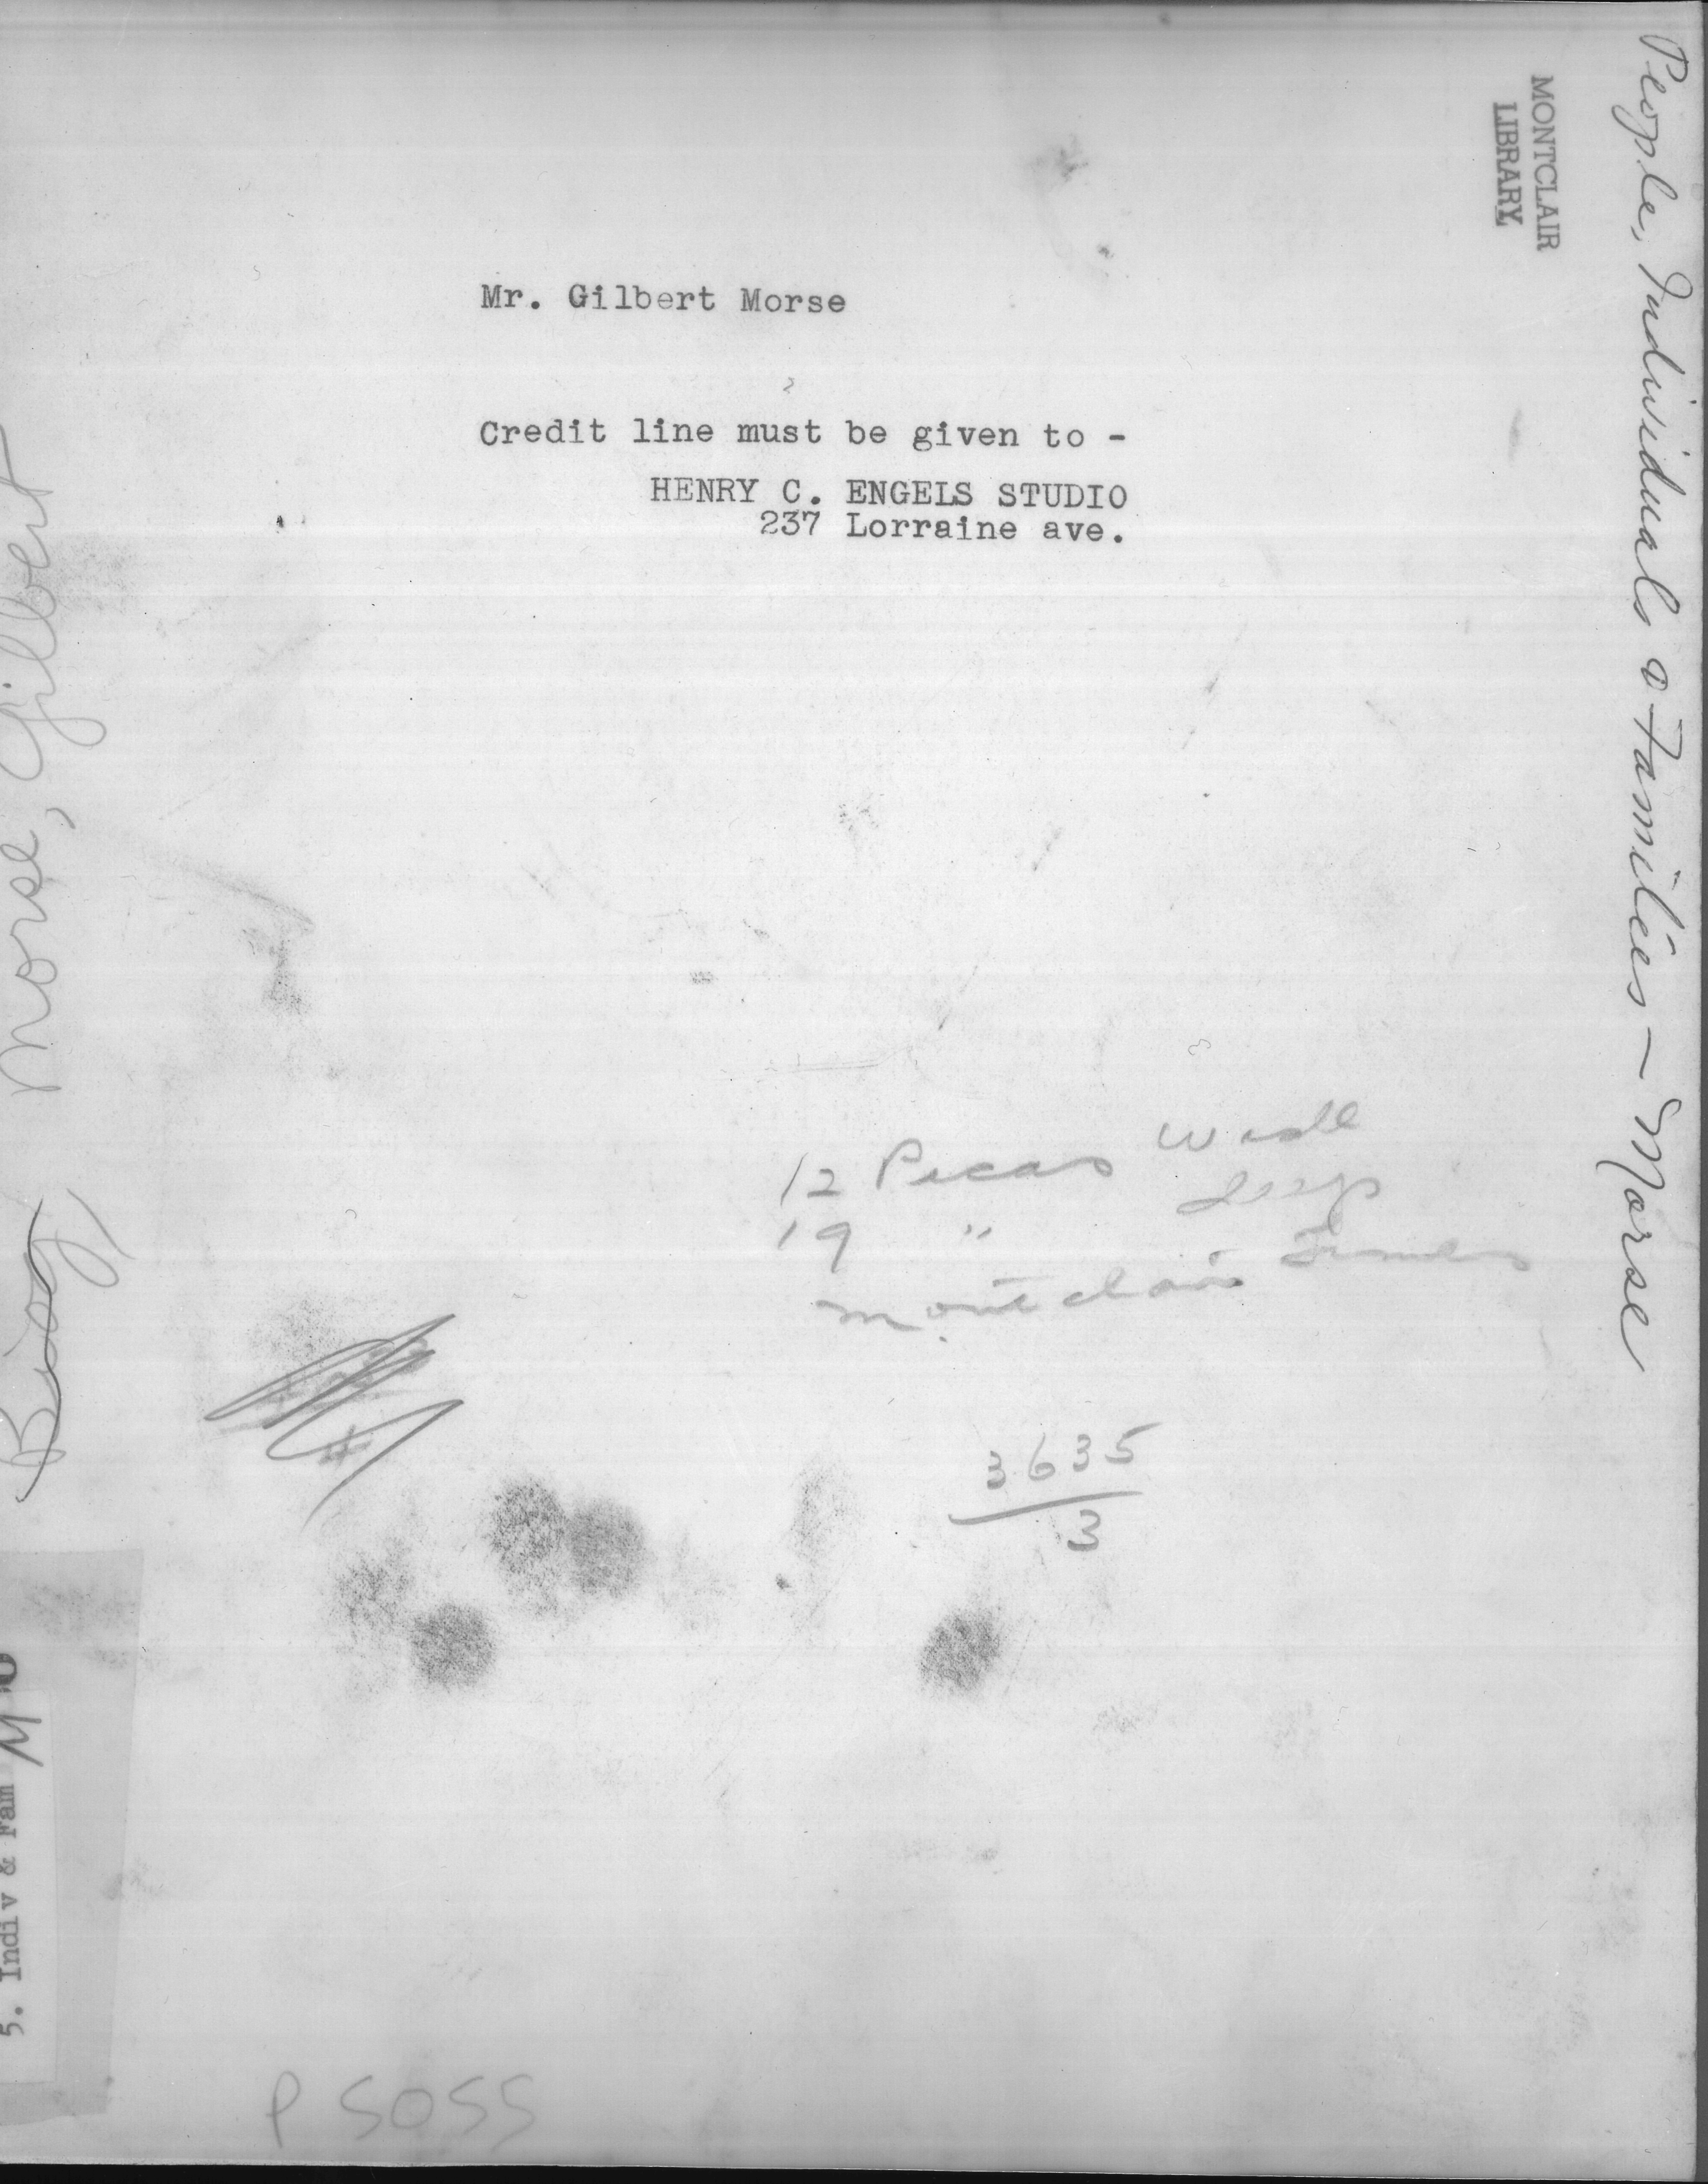 People, Individuals & Families - Morse
MONTCLAIR
LIBRARY
Mr. Gilbert Morse
Credit line must be given to -
HENRY C. ENGELS STUDIO
237 Lorraine ave.
Morse, Gilbert
Biog
12 Picas Wide
19 " deep
Montclair Times
3635
3
5. Indiv & Fam M
P 5055